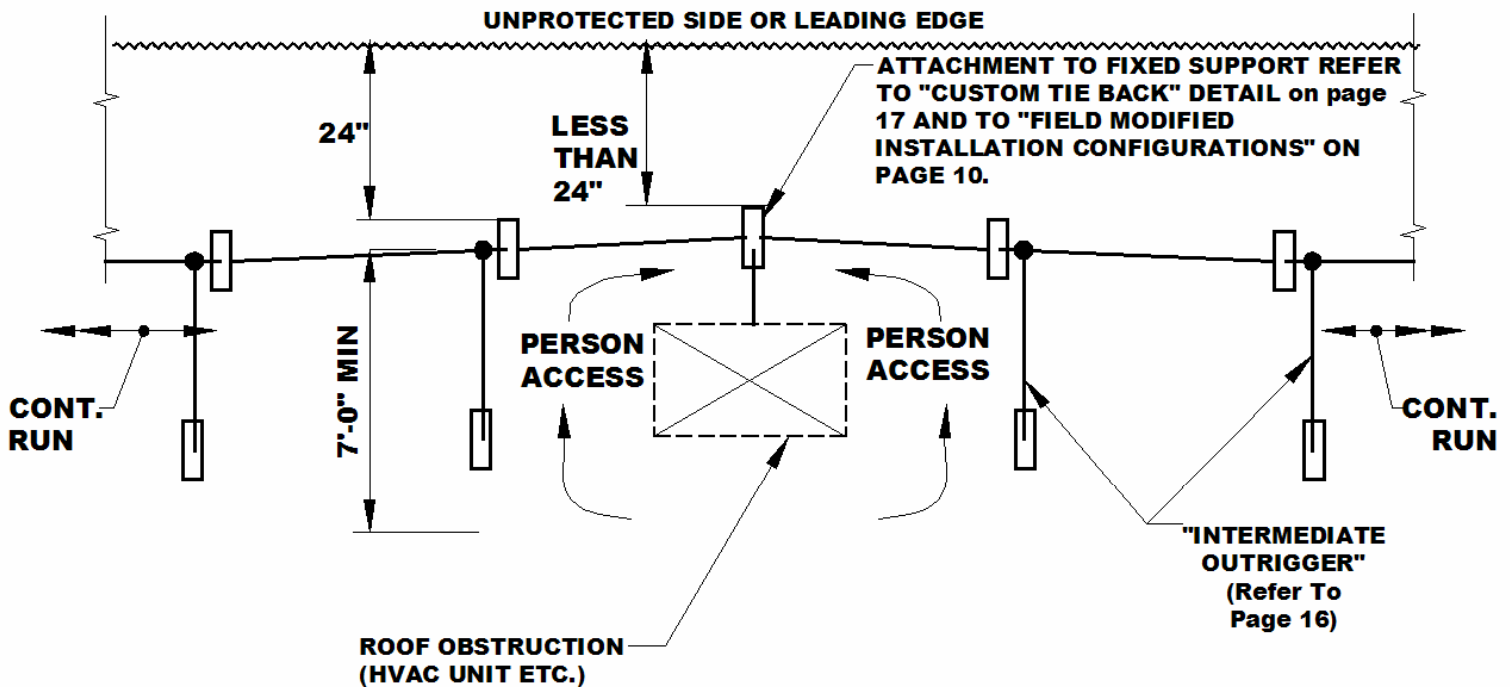 UNPROTECTED SIDE OR LEADING EDGE
ATTACHMENT TO FIXED SUPPORT REFER
TO "CUSTOM TIE BACK" DETAIL on page
17 AND TO "FIELD MODIFIED
INSTALLATION CONFIGURATIONS" ON
PAGE 10.
24"
LESS
THAN
24"
7'-0" MIN
PERSON
ACCESS
PERSON
ACCESS
CONT.
RUN
CONT.
RUN
"INTERMEDIATE
OUTRIGGER"
(Refer To
Page 16)
ROOF OBSTRUCTION
(HVAC UNIT ETC.)